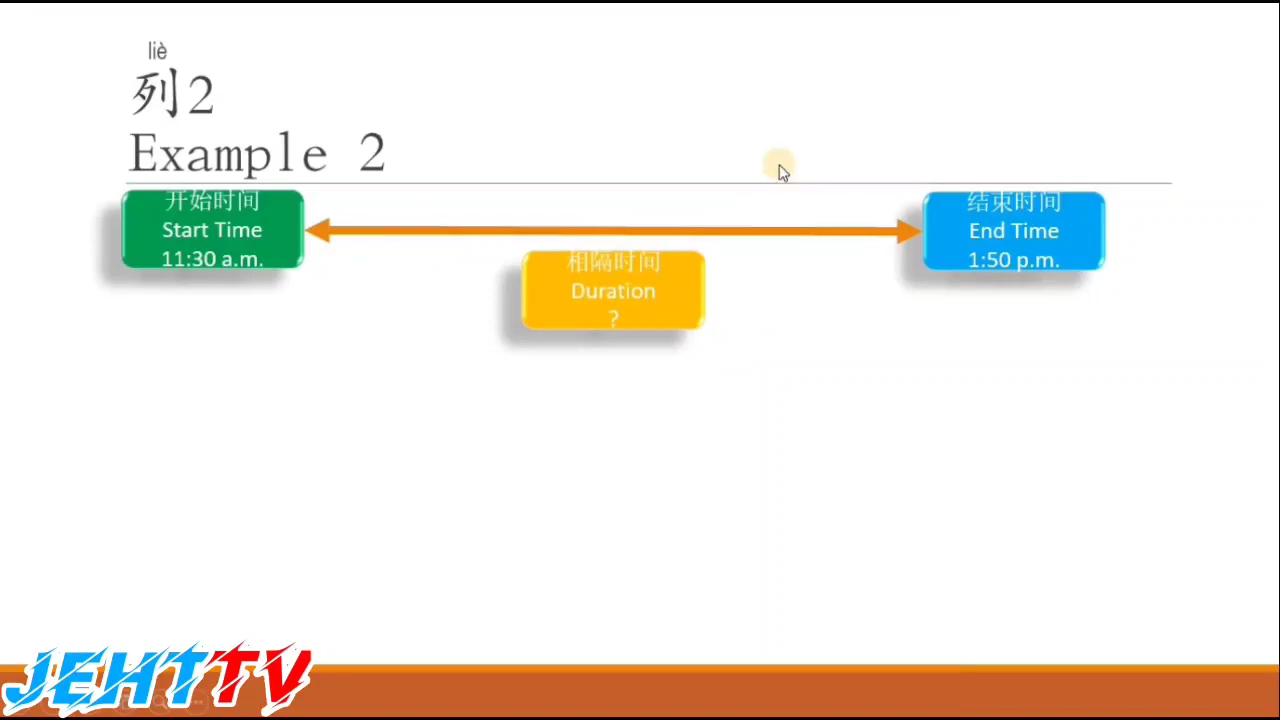 liè
列2
Example 2
开始时间
Start Time
11:30 a.m.
结束时间
End Time
1:50 p.m.
相隔时间
Duration
?
JEHTTV